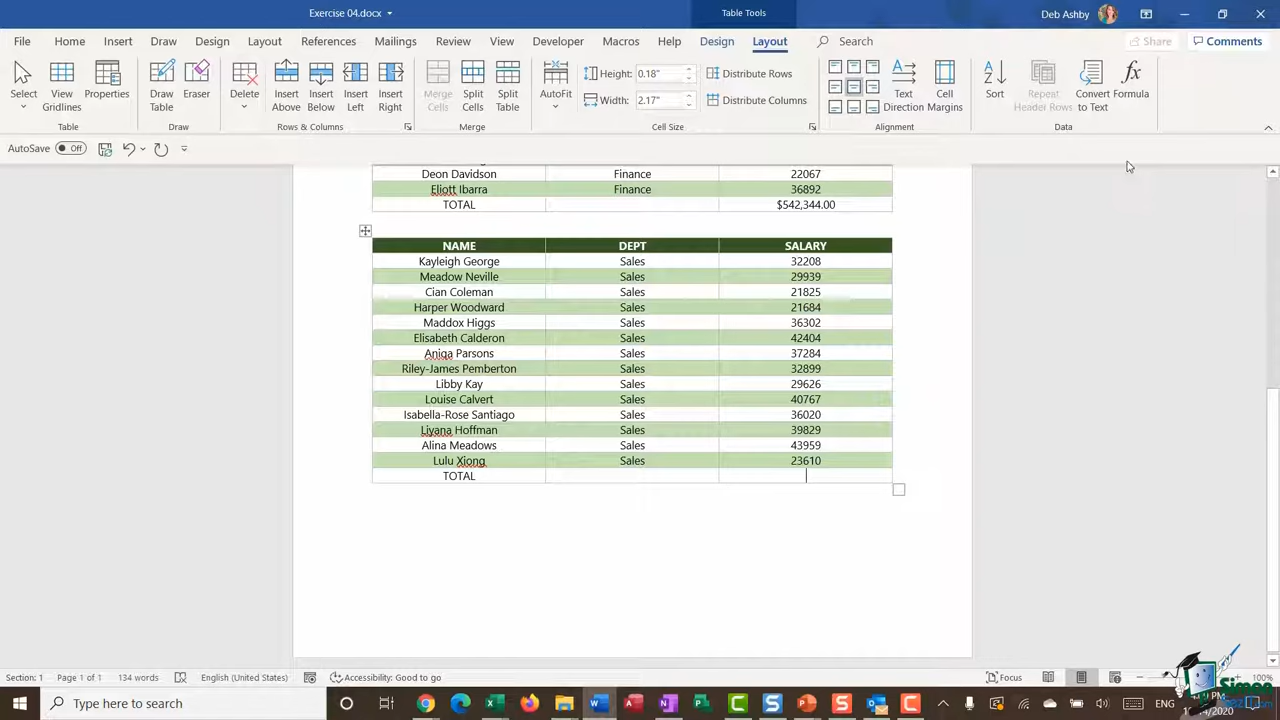 Exercise 04.docx
Table Tools
Deb Ashby
File Home Insert Draw Design Layout References Mailings Review View Developer Macros Help Design Layout Search Share Comments
Select View Gridlines Properties
Table
Draw Table Eraser
Draw
Delete Insert Above Insert Below Insert Left Insert Right
Rows & Columns
Merge Cells Split Cells Split Table
Merge
AutoFit Height: 0.18" Distribute Rows
Width: 2.17" Distribute Columns
Cell Size
Text Direction Cell Margins
Alignment
Sort Repeat Header Rows Convert to Text Formula
Data
AutoSave Off
Deon Davidson Finance 22067
Eliott Ibarra Finance 36892
TOTAL $542,344.00
NAME DEPT SALARY
Kayleigh George Sales 32208
Meadow Neville Sales 29939
Cian Coleman Sales 21825
Harper Woodward Sales 21684
Maddox Higgs Sales 36302
Elisabeth Calderon Sales 42404
Aniqa Parsons Sales 37284
Riley-James Pemberton Sales 32899
Libby Kay Sales 29626
Louise Calvert Sales 40767
Isabella-Rose Santiago Sales 36020
Liyana Hoffman Sales 39829
Alina Meadows Sales 43959
Lulu Xiong Sales 23610
TOTAL
Section: 1 Page 1 of 1 134 words English (United States) Accessibility: Good to go Focus 100%
Type here to search ENG
Simon